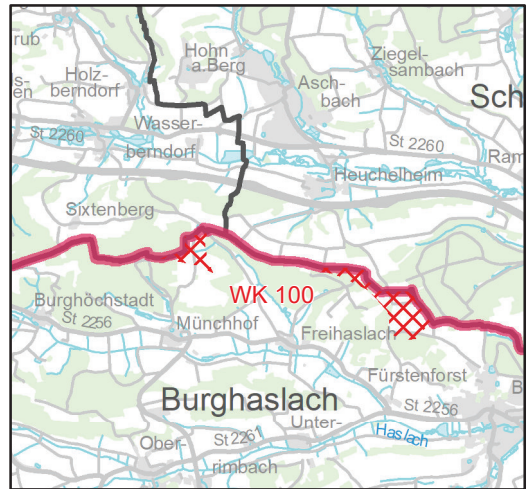 rub
Hohn
a.Berg
Ziegel-
sambach
Holz-
berndorf
s-
en
Asch-
bach
Sch
St 2260
Wasser-
berndorf
St 2260
Ram
Heuchelheim
Sixtenberg
WK 100
Burghöchstadt
St 2256
Münchhof
Freihaslach
Fürstenforst
B
Burghaslach
St 2256
Haslach
St 2261
Unter-
Ober-
rimbach